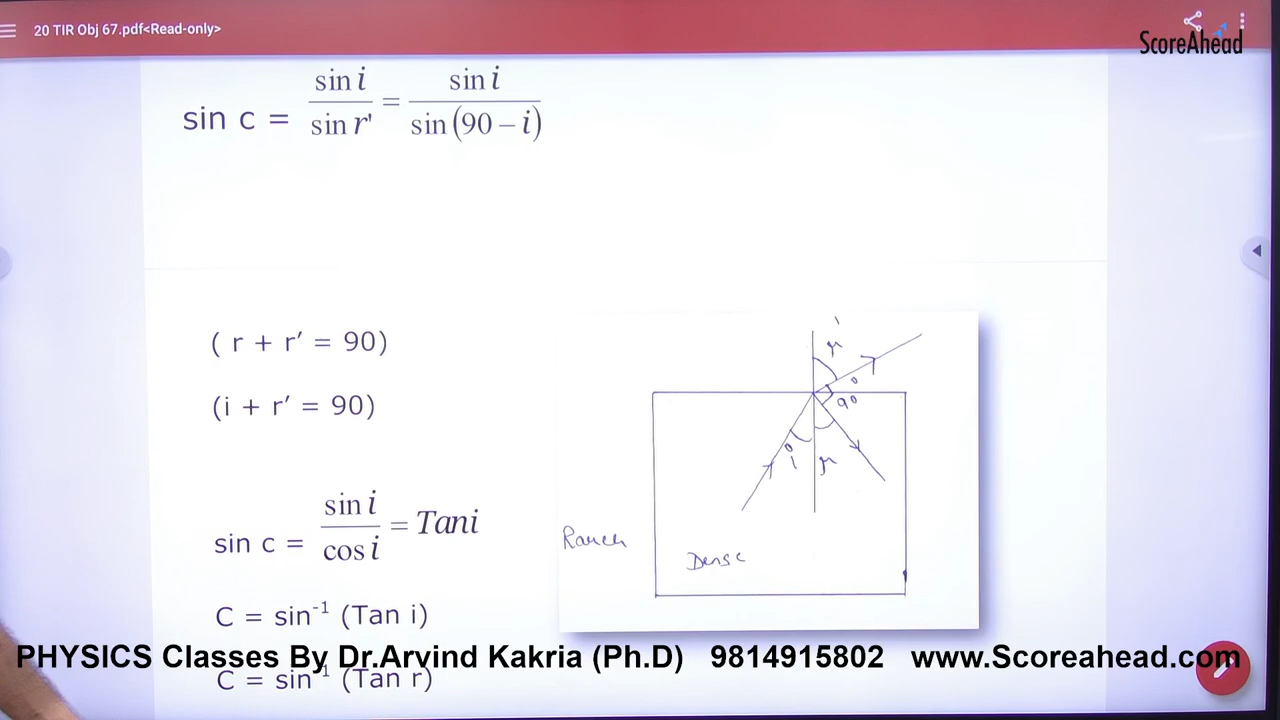 20 TIR Obj 67.pdf<Read-only>
ScoreAhead
sin c = sin i / sin r' = sin i / sin (90 − i)
( r + r′ = 90)
(i + r′ = 90)
sin c = sin i / cos i = Tani
C = sin⁻¹ (Tan i)
C = sin⁻¹ (Tan r)
r'
90°
i
r
Dense
PHYSICS Classes By Dr.Arvind Kakria (Ph.D) 9814915802 www.Scoreahead.com